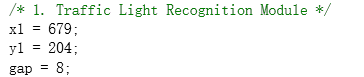 /* 1. Traffic Light Recognition Module */
x1 = 679;
y1 = 204;
gap = 8;